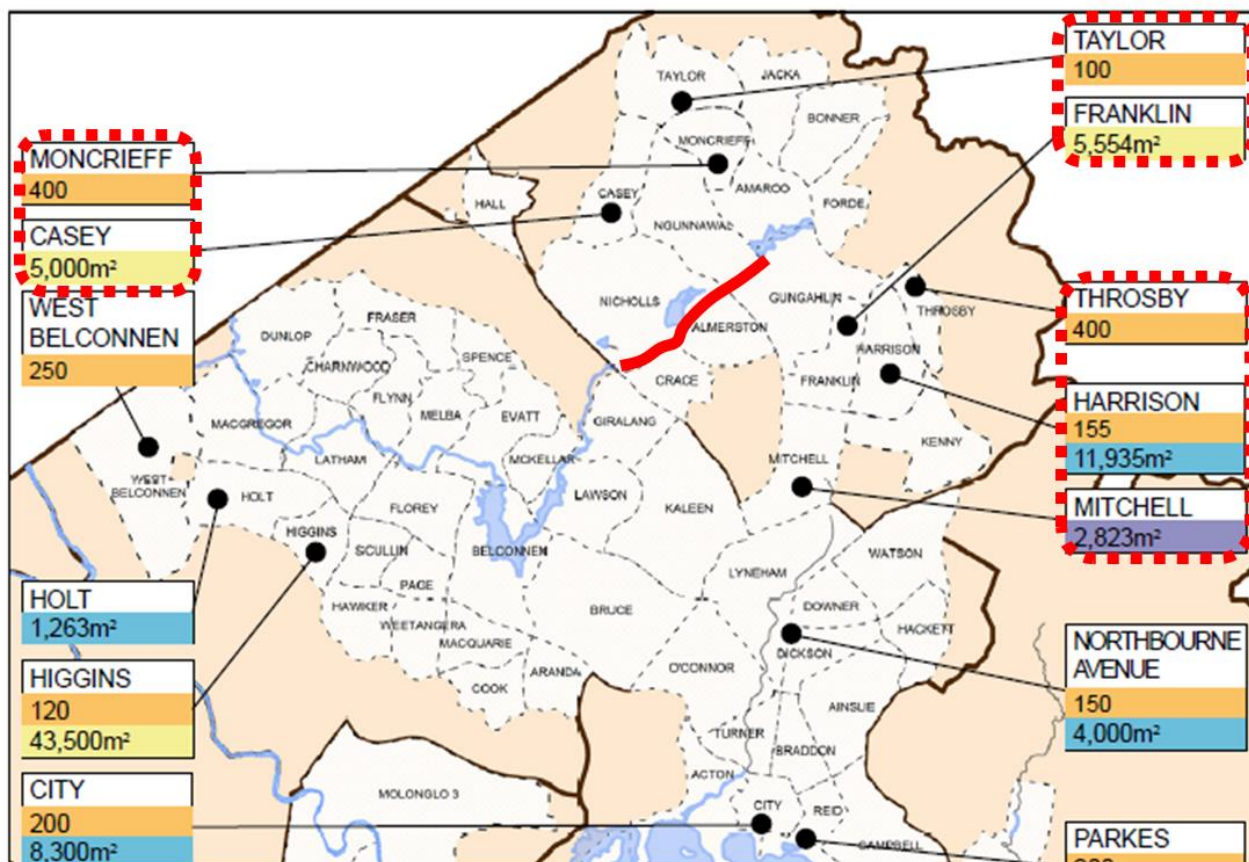 TAYLOR
100
FRANKLIN
5,554m²
MONCRIEFF
400
CASEY
5,000m²
WEST
BELCONNEN
250
THROSBY
400
HARRISON
155
11,935m²
MITCHELL
2,823m²
HOLT
1,263m²
HIGGINS
120
43,500m²
CITY
200
8,300m²
NORTHBOURNE
AVENUE
150
4,000m²
PARKES
TAYLOR
JACKA
BONNER
MONCRIEFF
AMAROO
CASEY
HALL
NGUNNAWAL
FORDE
NICHOLLS
GUNGAHLIN
THROSBY
ALMERSTON
HARRISON
FRASER
DUNLOP
SPENCE
CHARNWOOD
CRACE
FRANKLIN
FLYNN
MELBA
EVATT
GIRALANG
MACGREGOR
KENNY
LATHAM
MCKELLAR
MITCHELL
WEST
BELCONNEN
HOLT
LAWSON
KALEEN
FLOREY
HIGGINS
SCULLIN
BELCONNEN
WATSON
LYNEHAM
PAGE
HAWKER
BRUCE
DOWNER
WEETANGERA
HACKETT
MACQUARIE
DICKSON
ARANDA
O'CONNOR
COOK
AINSLIE
TURNER
BRADDON
ACTON
MOLONGLO 3
CITY
REID
CAMPBELL